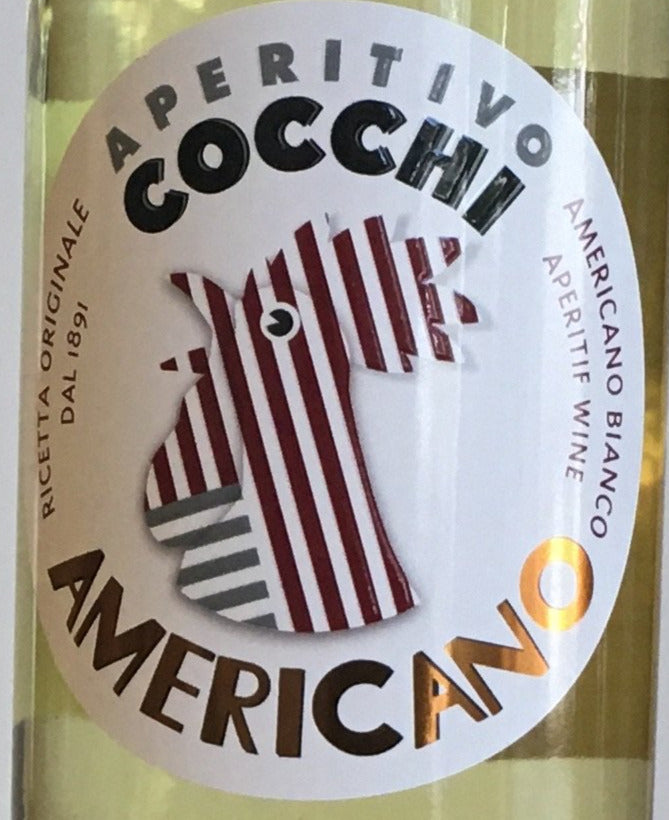 APERITIVO
COCCHI
RICETTA ORIGINALE
DAL 1891
AMERICANO BIANCO
APERITIF WINE
AMERICANO